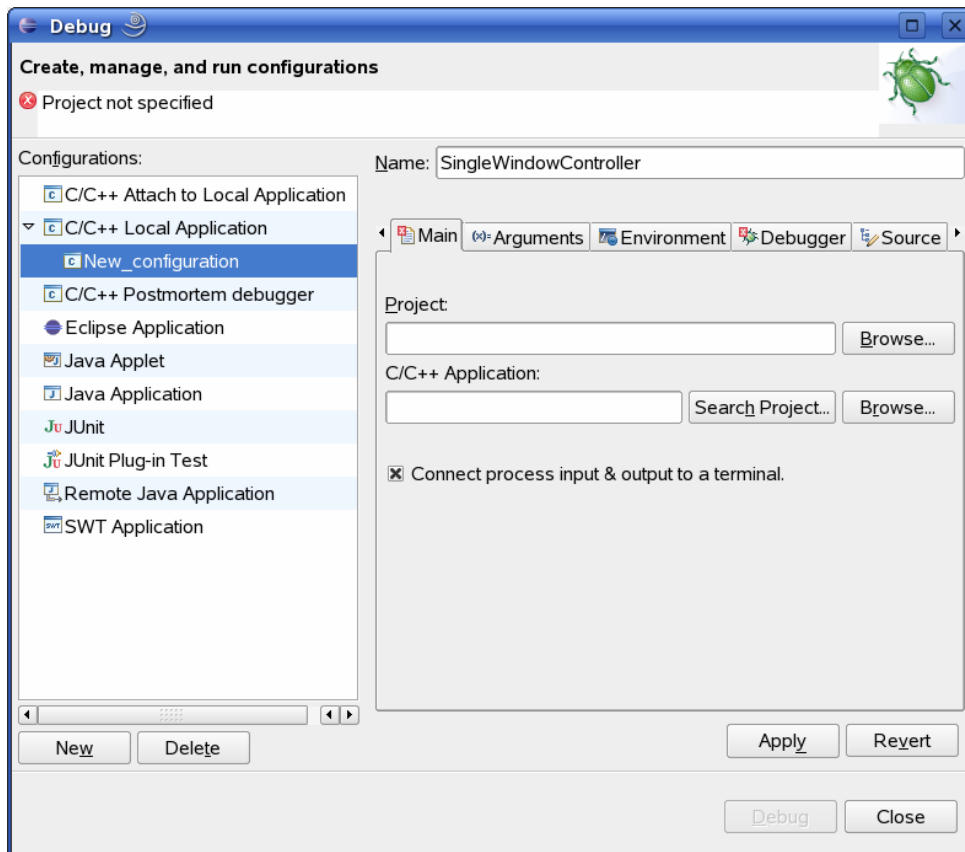 Debug
Create, manage, and run configurations
Project not specified
Configurations:
C/C++ Attach to Local Application
C/C++ Local Application
New_configuration
C/C++ Postmortem debugger
Eclipse Application
Java Applet
Java Application
JUnit
JUnit Plug-in Test
Remote Java Application
SWT Application
New Delete
Name: SingleWindowController
Main (x)= Arguments Environment Debugger Source
Project:
Browse...
C/C++ Application:
Search Project... Browse...
Connect process input & output to a terminal.
Apply Revert
Debug Close